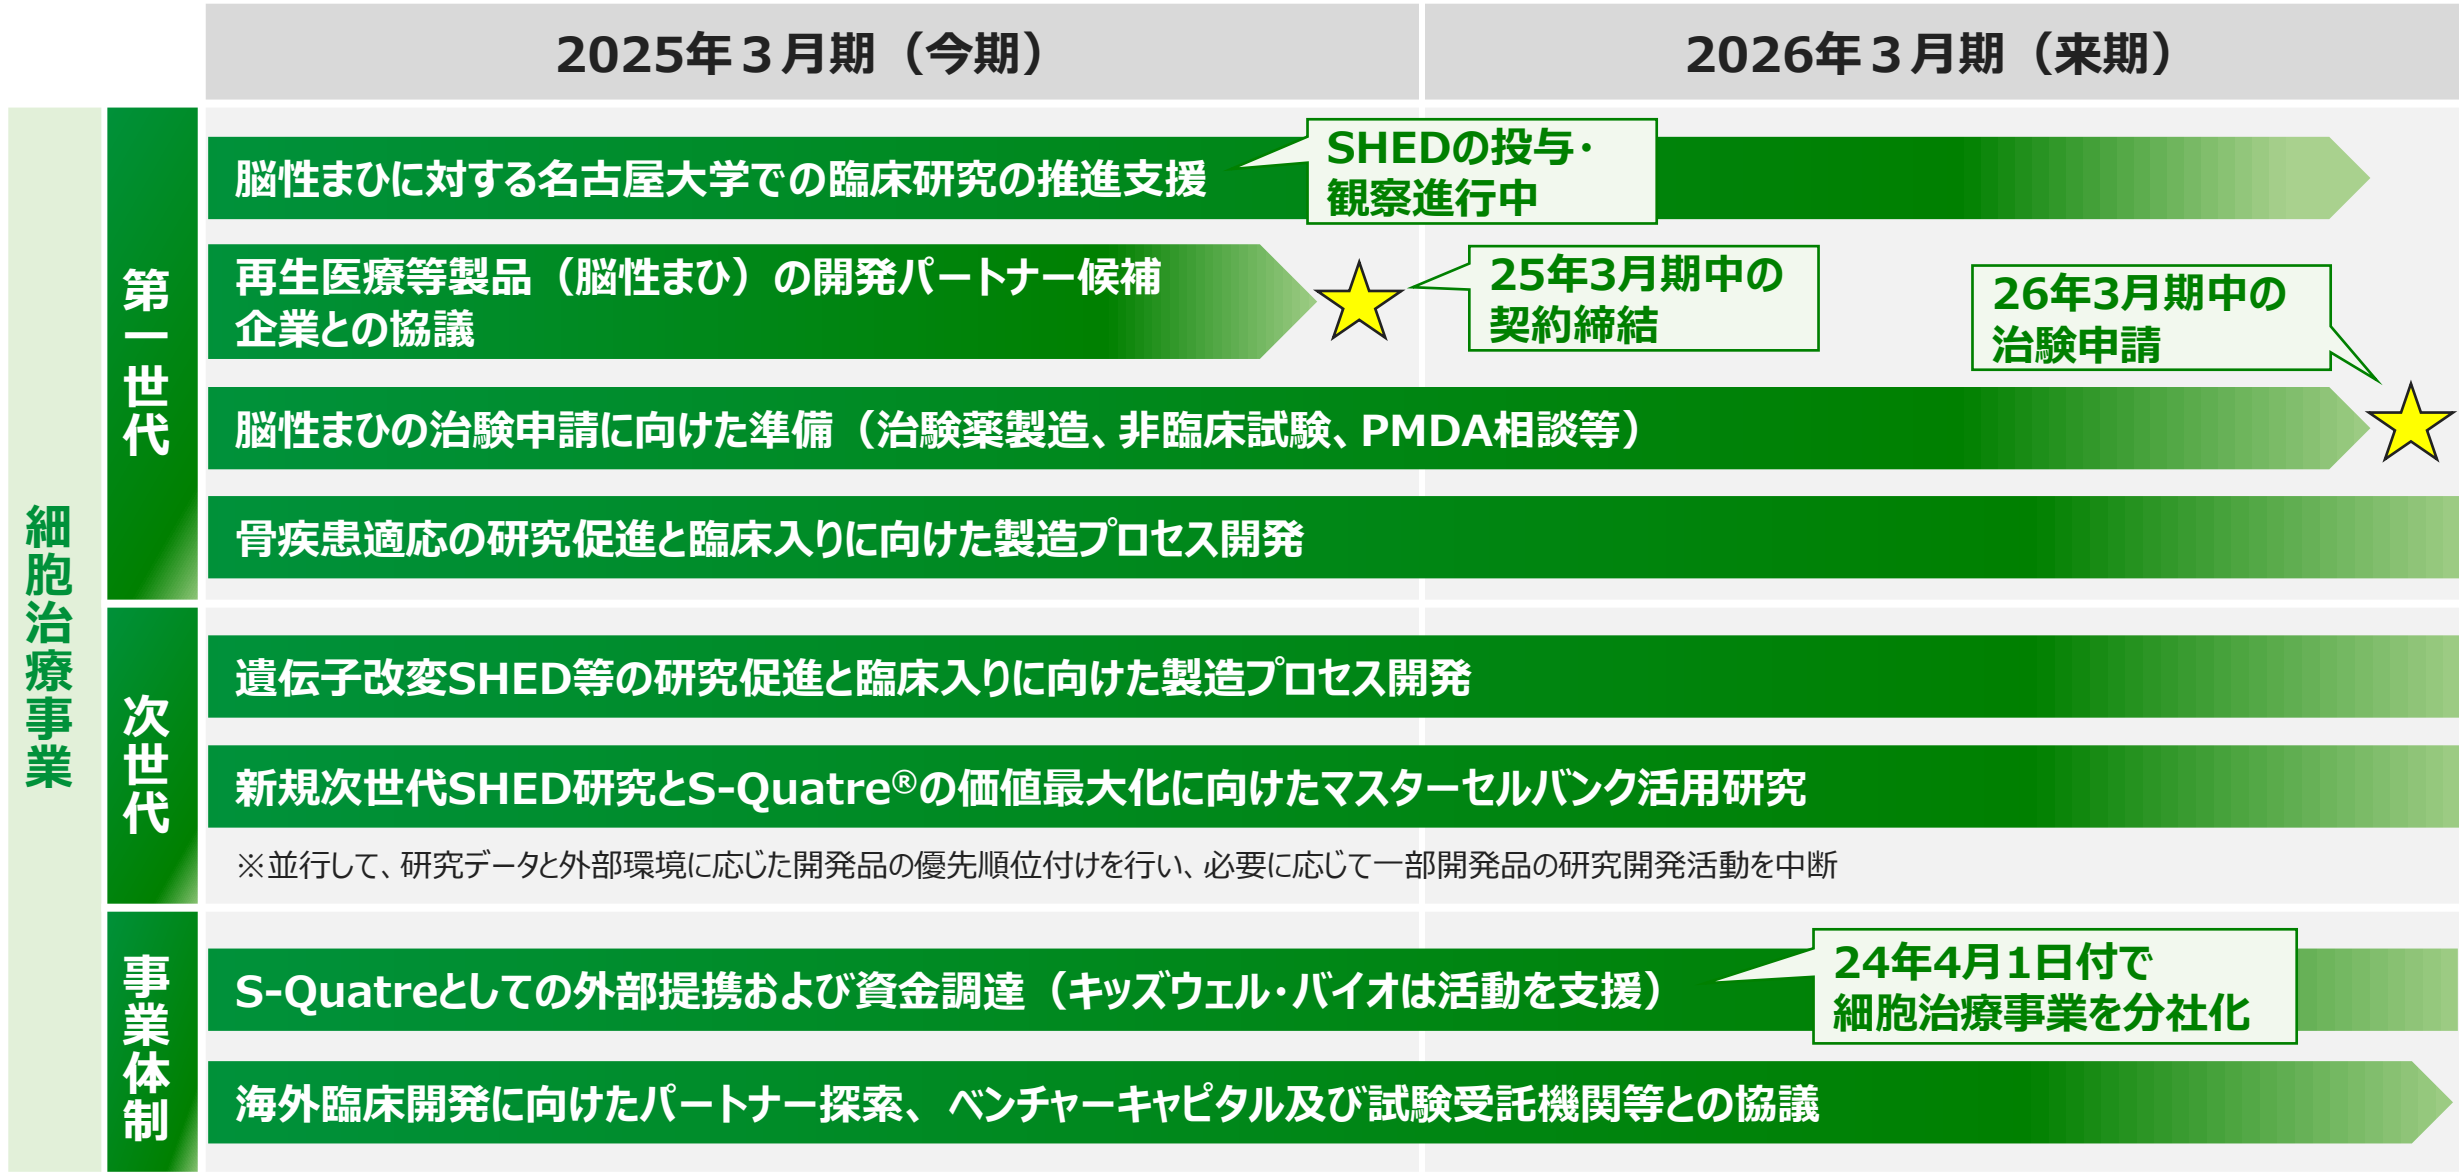 2025年３月期（今期）
2026年３月期（来期）
細胞治療事業
第一世代
脳性まひに対する名古屋大学での臨床研究の推進支援
SHEDの投与・
観察進行中
再生医療等製品（脳性まひ）の開発パートナー候補
企業との協議
25年3月期中の
契約締結
26年3月期中の
治験申請
脳性まひの治験申請に向けた準備（治験薬製造、非臨床試験、PMDA相談等）
骨疾患適応の研究促進と臨床入りに向けた製造プロセス開発
次世代
遺伝子改変SHED等の研究促進と臨床入りに向けた製造プロセス開発
新規次世代SHED研究とS-Quatre®の価値最大化に向けたマスターセルバンク活用研究
※並行して、研究データと外部環境に応じた開発品の優先順位付けを行い、必要に応じて一部開発品の研究開発活動を中断
事業体制
S-Quatreとしての外部提携および資金調達（キッズウェル・バイオは活動を支援）
24年4月1日付で
細胞治療事業を分社化
海外臨床開発に向けたパートナー探索、ベンチャーキャピタル及び試験受託機関等との協議